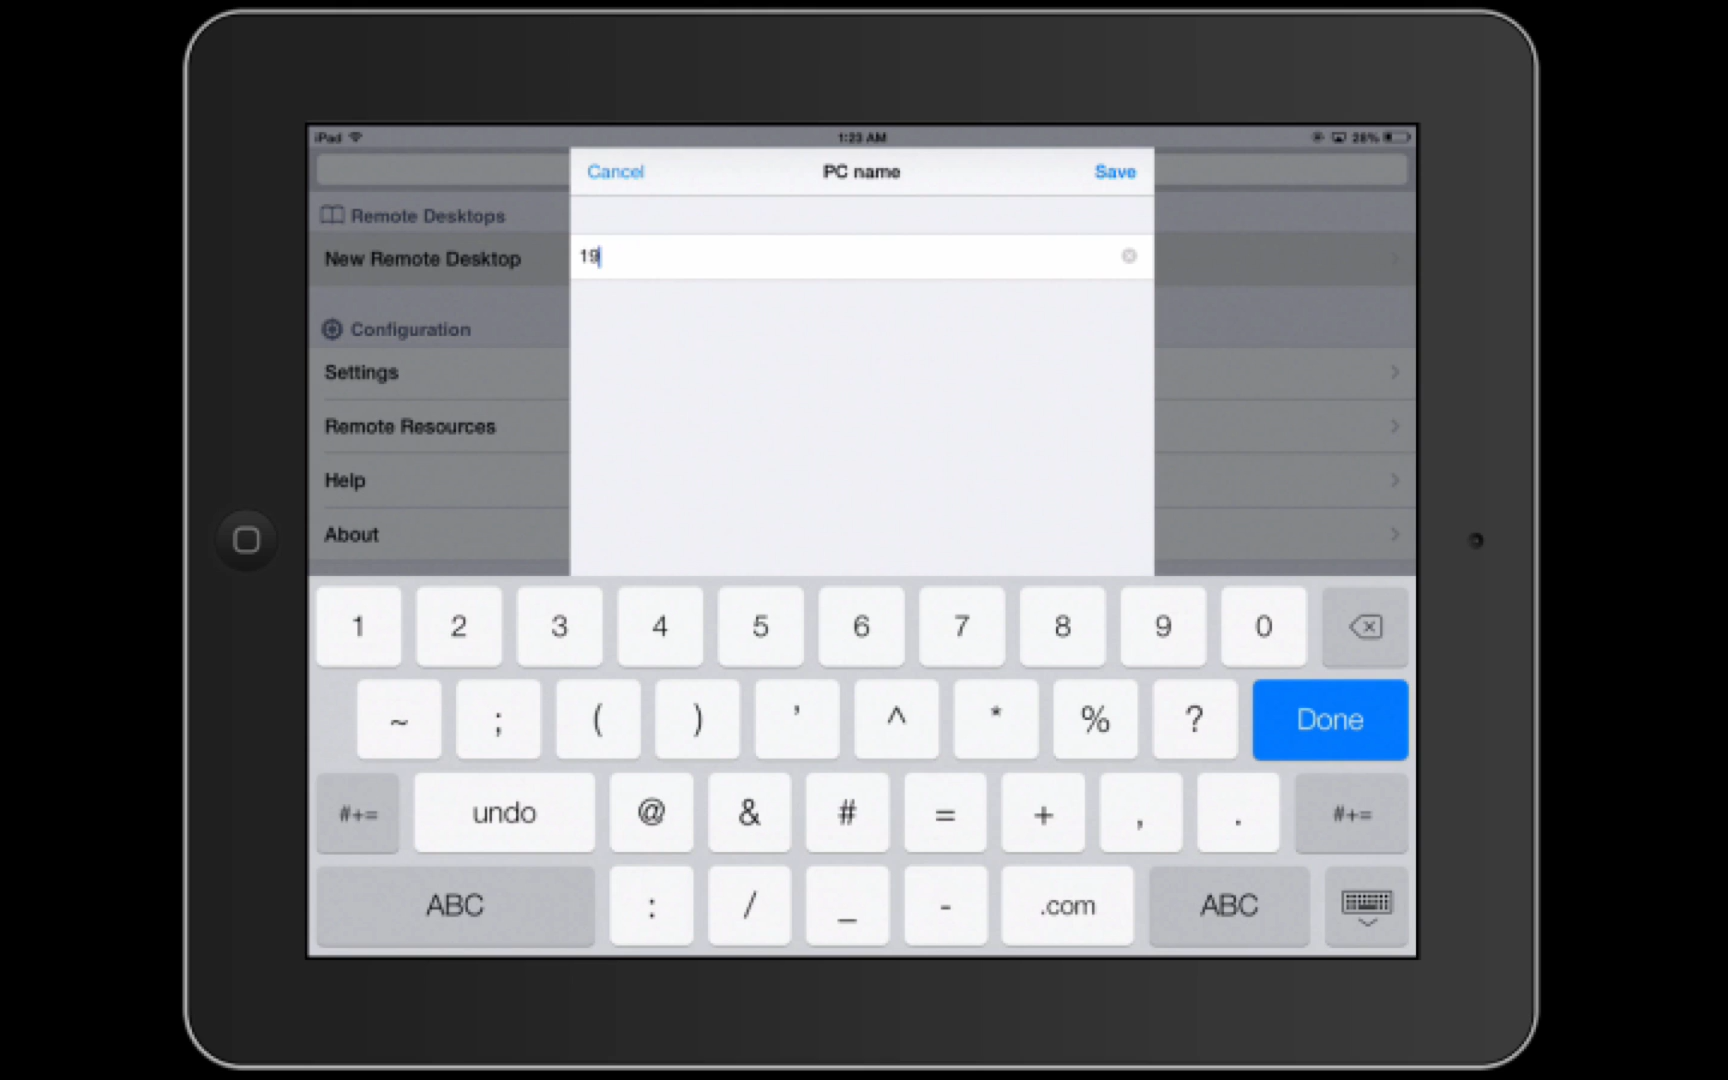 iPad 1:23 AM 28%
Cancel PC name Save
Remote Desktops
New Remote Desktop
19
Configuration
Settings
Remote Resources
Help
About
1 2 3 4 5 6 7 8 9 0
~ ; ( ) ' ^ * % ? Done
#+= undo @ & # = + , . #+=
ABC : / _ - .com ABC